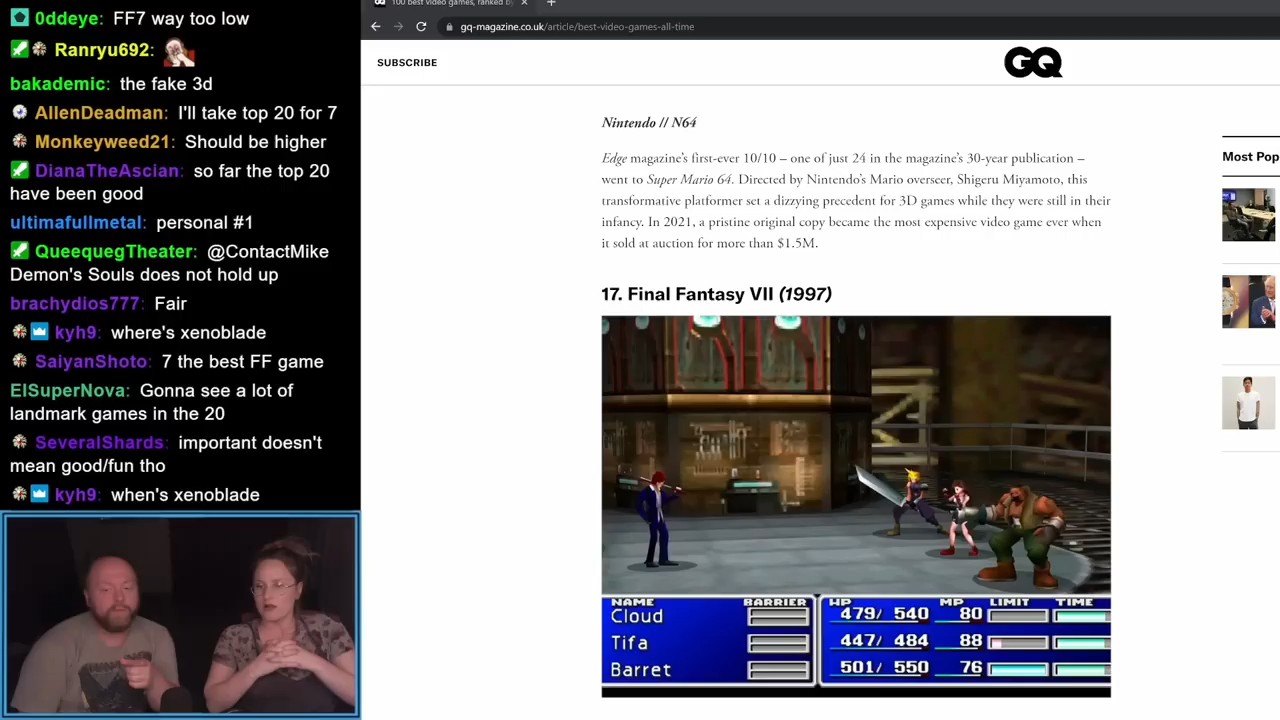 0ddeye: FF7 way too low
Ranryu692:
bakademic: the fake 3d
AllenDeadman: I'll take top 20 for 7
Monkeyweed21: Should be higher
DianaTheAscian: so far the top 20
have been good
ultimafullmetal: personal #1
QueequegTheater: @ContactMike
Demon's Souls does not hold up
brachydios777: Fair
kyh9: where's xenoblade
SaiyanShoto: 7 the best FF game
ElSuperNova: Gonna see a lot of
landmark games in the 20
SeveralShards: important doesn't
mean good/fun tho
kyh9: when's xenoblade
100 best video games, ranked by
gq-magazine.co.uk/article/best-video-games-all-time
SUBSCRIBE
GQ
Nintendo // N64
Edge magazine's first-ever 10/10 – one of just 24 in the magazine's 30-year publication –
went to Super Mario 64. Directed by Nintendo's Mario overseer, Shigeru Miyamoto, this
transformative platformer set a dizzying precedent for 3D games while they were still in their
infancy. In 2021, a pristine original copy became the most expensive video game ever when
it sold at auction for more than $1.5M.
17. Final Fantasy VII (1997)
NAME BARRIER HP MP LIMIT TIME
Cloud 479/ 540 80
Tifa 447/ 484 88
Barret 501/ 550 76
Most Pop